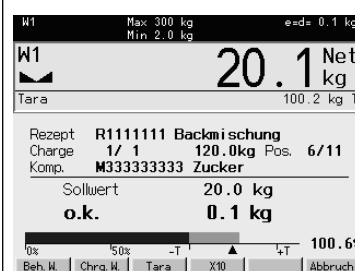 W1 Max 300 kg e=d= 0.1 kg
Min 2.0 kg
W1 20.1 Net
kg
Tara 100.2 kg T
Rezept R1111111 Backmischung
Charge 1/ 1 120.0kg Pos. 6/11
Komp. M333333333 Zucker
Sollwert 20.0 kg
o.k. 0.1 kg
0% 50% -T +T 100.6
Beh.W. Chrg.W. Tara X10 Abbruch